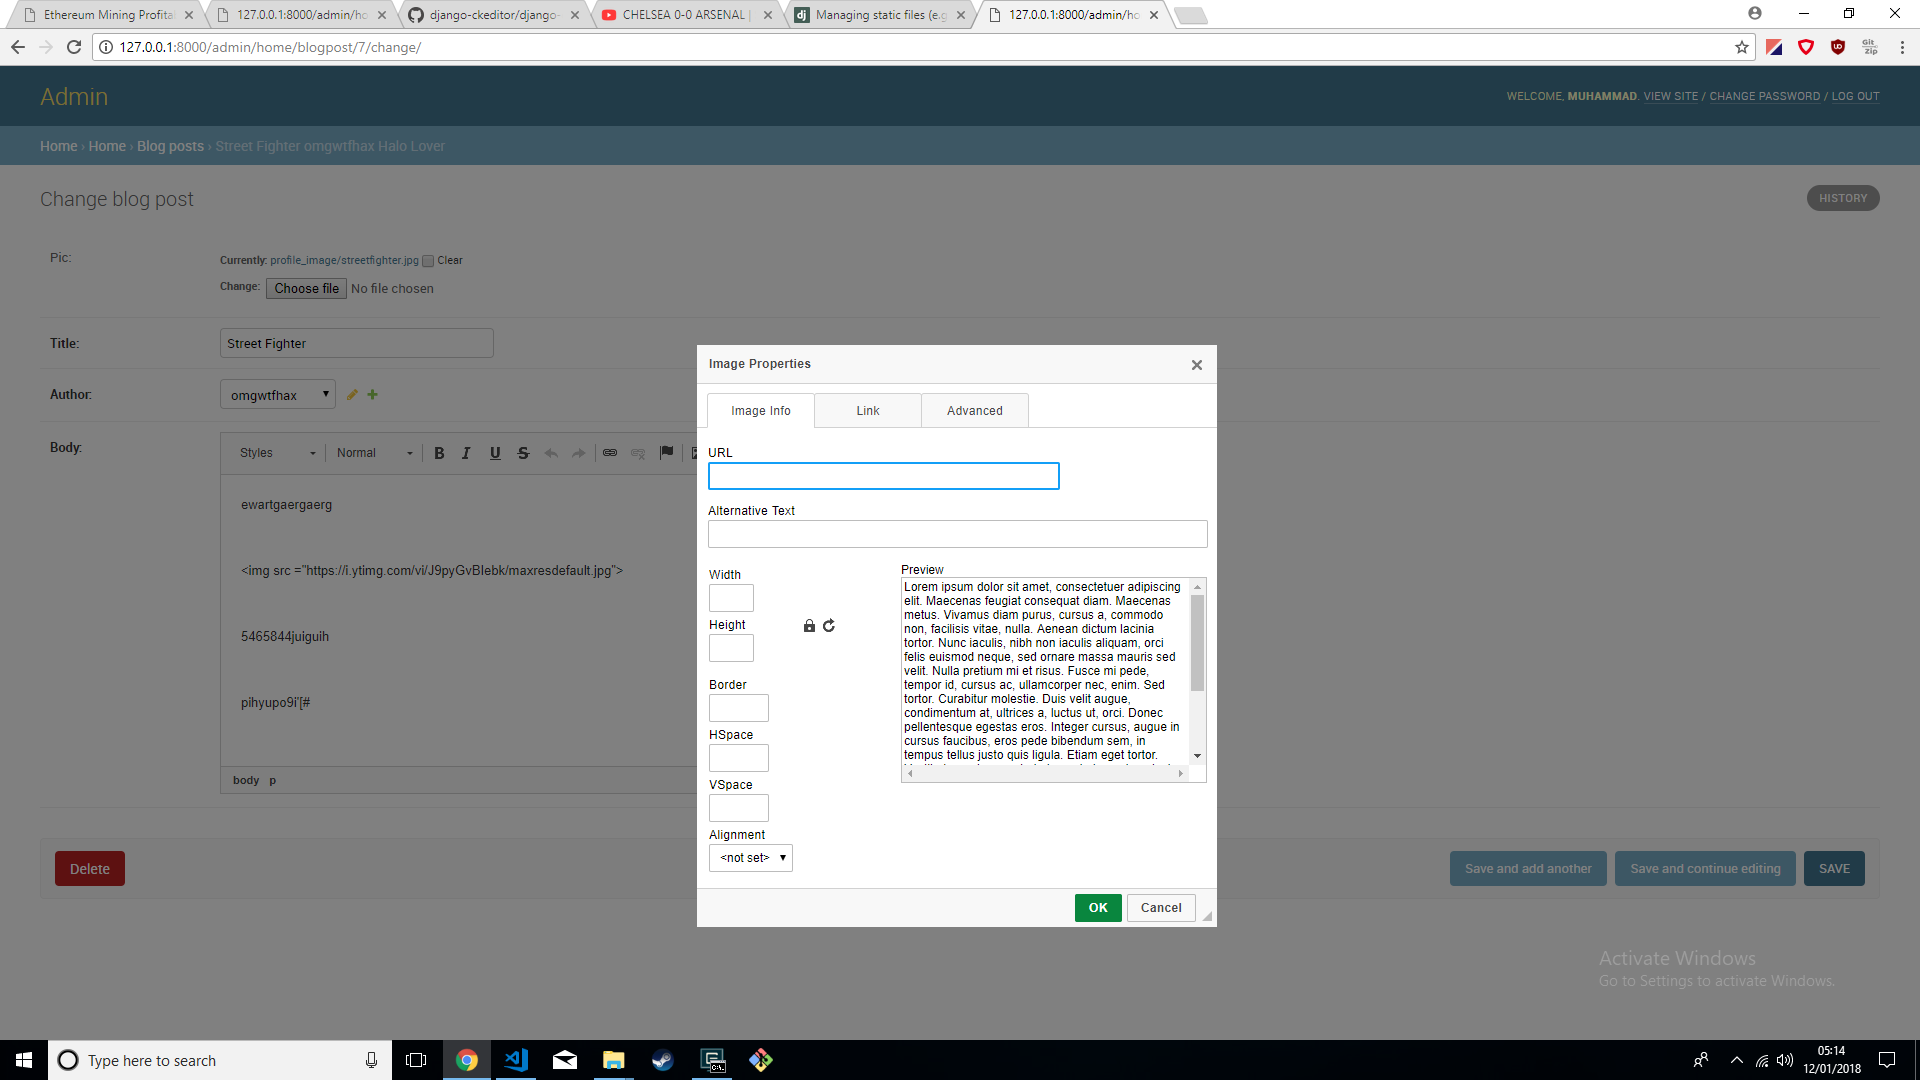 Ethereum Mining Profita
127.0.0.1:8000/admin/ho
django-ckeditor/django-
CHELSEA 0-0 ARSENAL |
Managing static files (e.g
127.0.0.1:8000/admin/ho
127.0.0.1:8000/admin/home/blogpost/7/change/
Git
Zip
Admin
WELCOME, MUHAMMAD. VIEW SITE / CHANGE PASSWORD / LOG OUT
Home › Home › Blog posts › Street Fighter omgwtfhax Halo Lover
Change blog post
HISTORY
Pic:
Currently: profile_image/streetfighter.jpg Clear
Change: Choose file No file chosen
Title:
Street Fighter
Author:
omgwtfhax
Body:
Styles
Normal
B I U S
ewartgaergaerg
<img src ="https://i.ytimg.com/vi/J9pyGvBIebk/maxresdefault.jpg">
5465844juiguih
pihyupo9i'[#
body p
Image Properties
Image Info
Link
Advanced
URL
Alternative Text
Width
Height
Border
HSpace
VSpace
Alignment
<not set>
Preview
Lorem ipsum dolor sit amet, consectetuer adipiscing
elit. Maecenas feugiat consequat diam. Maecenas
metus. Vivamus diam purus, cursus a, commodo
non, facilisis vitae, nulla. Aenean dictum lacinia
tortor. Nunc iaculis, nibh non iaculis aliquam, orci
felis euismod neque, sed ornare massa mauris sed
velit. Nulla pretium mi et risus. Fusce mi pede,
tempor id, cursus ac, ullamcorper nec, enim. Sed
tortor. Curabitur molestie. Duis velit augue,
condimentum at, ultrices a, luctus ut, orci. Donec
pellentesque egestas eros. Integer cursus, augue in
cursus faucibus, eros pede bibendum sem, in
tempus tellus justo quis ligula. Etiam eget tortor.
OK
Cancel
Delete
Save and add another
Save and continue editing
SAVE
Activate Windows
Go to Settings to activate Windows.
Type here to search
05:14
12/01/2018